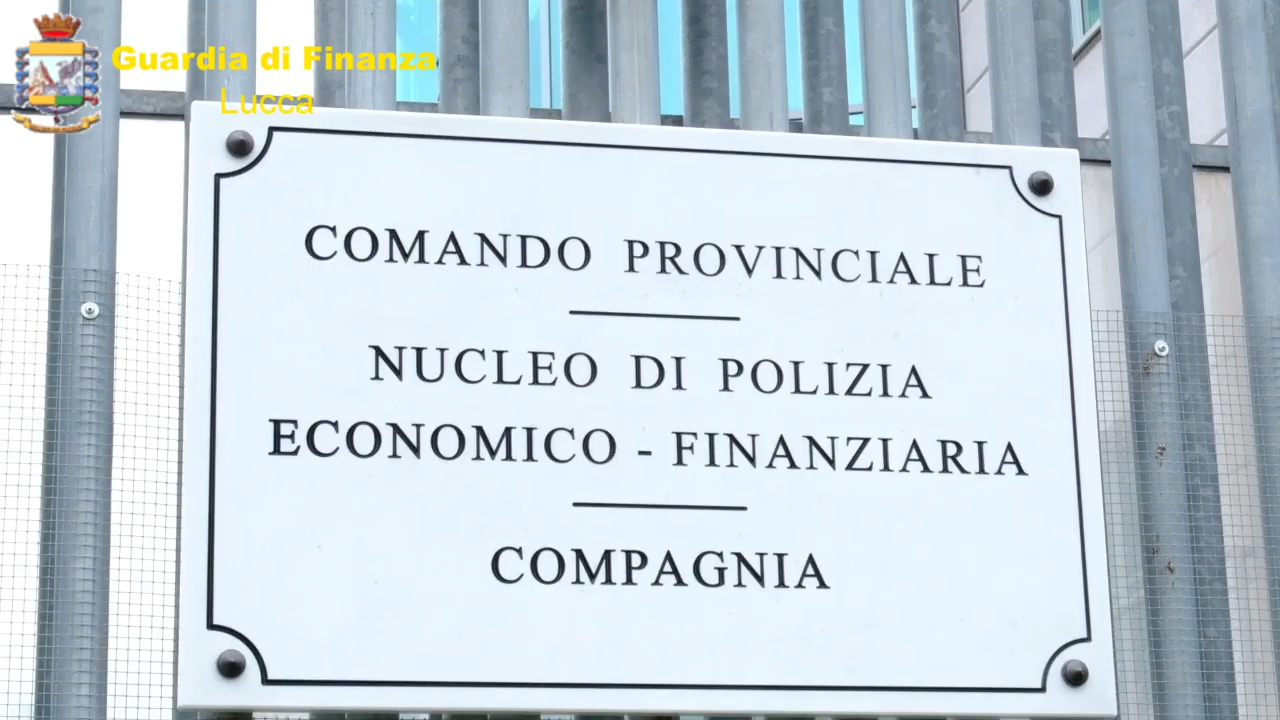 Guardia di Finanza
Lucca
COMANDO PROVINCIALE
NUCLEO DI POLIZIA
ECONOMICO - FINANZIARIA
COMPAGNIA